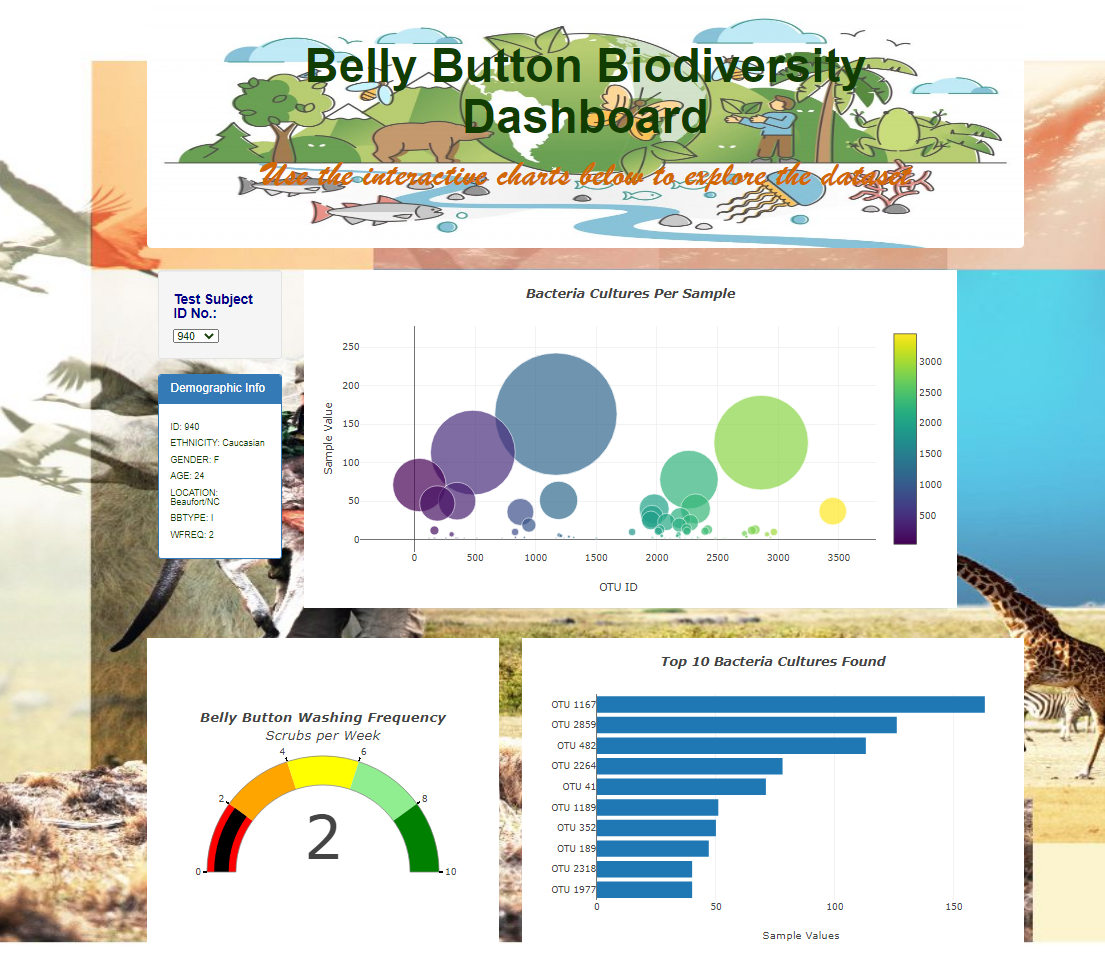 Belly Button Biodiversity
Dashboard
Use the interactive charts below to explore the dataset
Test Subject
ID No.:
940
Demographic Info
ID: 940
ETHNICITY: Caucasian
GENDER: F
AGE: 24
LOCATION:
Beaufort/NC
BBTYPE: I
WFREQ: 2
Bacteria Cultures Per Sample
Sample Value
250
200
150
100
50
0
0 500 1000 1500 2000 2500 3000 3500
OTU ID
3000
2500
2000
1500
1000
500
Belly Button Washing Frequency
Scrubs per Week
0
2
4
6
8
10
2
Top 10 Bacteria Cultures Found
OTU 1167
OTU 2859
OTU 482
OTU 2264
OTU 41
OTU 1189
OTU 352
OTU 189
OTU 2318
OTU 1977
0 50 100 150
Sample Values